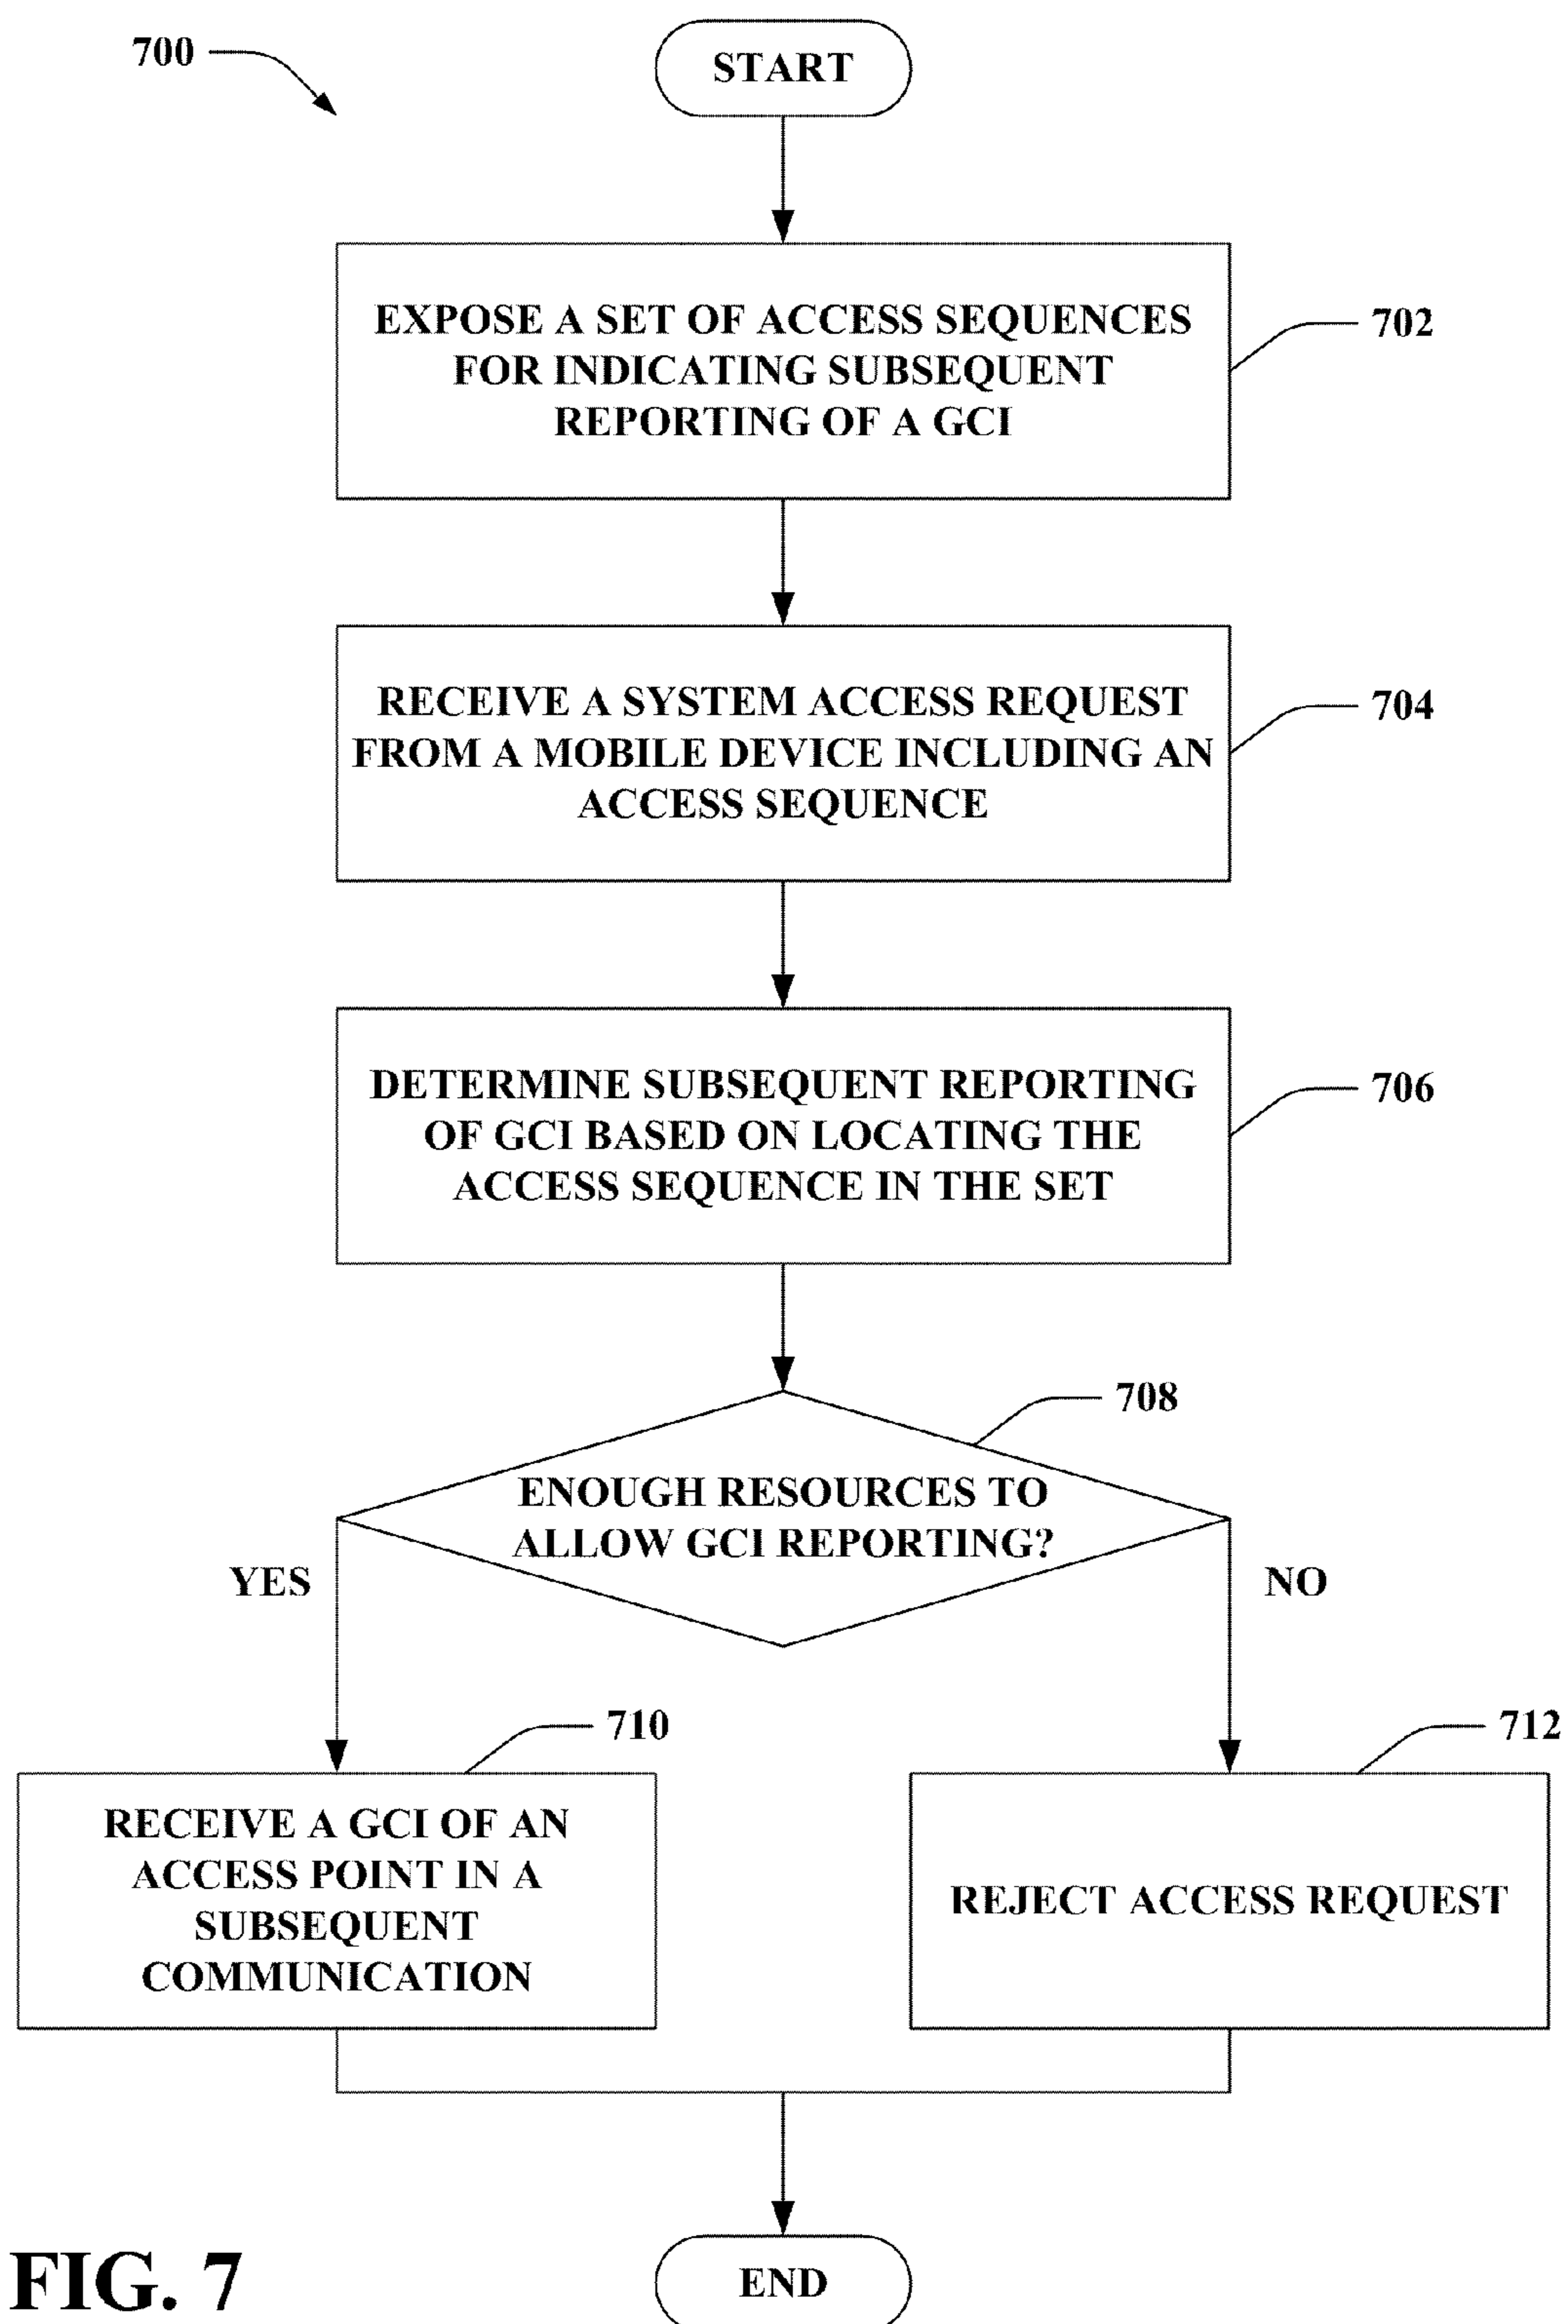 700
START
EXPOSE A SET OF ACCESS SEQUENCES
FOR INDICATING SUBSEQUENT
REPORTING OF A GCI
702
RECEIVE A SYSTEM ACCESS REQUEST
FROM A MOBILE DEVICE INCLUDING AN
ACCESS SEQUENCE
704
DETERMINE SUBSEQUENT REPORTING
OF GCI BASED ON LOCATING THE
ACCESS SEQUENCE IN THE SET
706
708
ENOUGH RESOURCES TO
ALLOW GCI REPORTING?
YES
NO
710
RECEIVE A GCI OF AN
ACCESS POINT IN A
SUBSEQUENT
COMMUNICATION
712
REJECT ACCESS REQUEST
END
FIG. 7